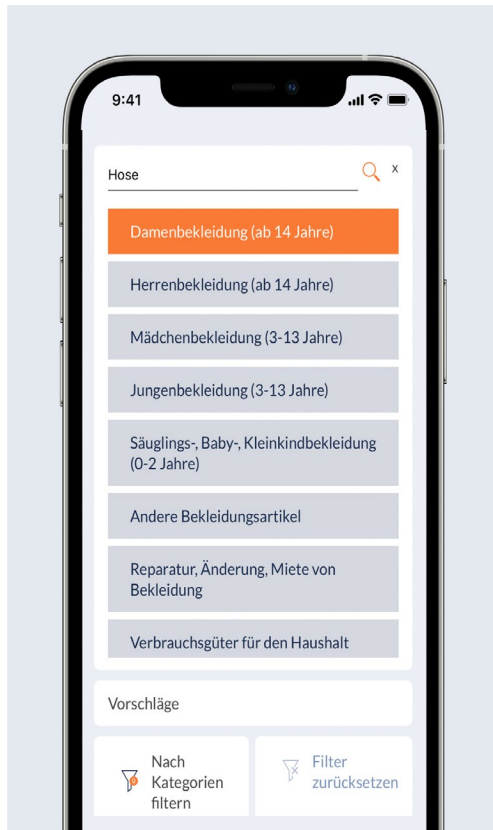 9:41
Hose
x
Damenbekleidung (ab 14 Jahre)
Herrenbekleidung (ab 14 Jahre)
Mädchenbekleidung (3-13 Jahre)
Jungenbekleidung (3-13 Jahre)
Säuglings-, Baby-, Kleinkindbekleidung
(0-2 Jahre)
Andere Bekleidungsartikel
Reparatur, Änderung, Miete von
Bekleidung
Verbrauchsgüter für den Haushalt
Vorschläge
Nach
Kategorien
filtern
0
Filter
zurücksetzen